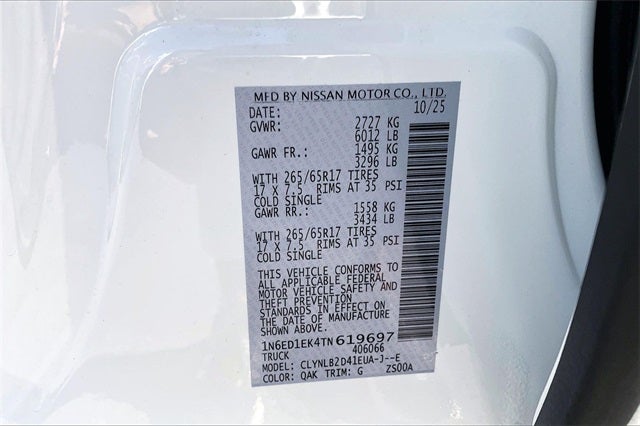 MFD BY NISSAN MOTOR CO., LTD.
DATE: 10/25
GVWR: 2727 KG
6012 LB
GAWR FR.: 1495 KG
3296 LB
WITH 265/65R17 TIRES
17 X 7.5 RIMS AT 35 PSI
COLD SINGLE
GAWR RR.: 1558 KG
3434 LB
WITH 265/65R17 TIRES
17 X 7.5 RIMS AT 35 PSI
COLD SINGLE
THIS VEHICLE CONFORMS TO
ALL APPLICABLE FEDERAL
MOTOR VEHICLE SAFETY AND
THEFT PREVENTION
STANDARDS IN EFFECT ON
THE DATE OF MANUFACTURE
SHOWN ABOVE.
1N6ED1EK4TN619697
TRUCK 406066
MODEL: CLYNLB2D41EUA-J--E
COLOR: QAK TRIM: G ZS00A